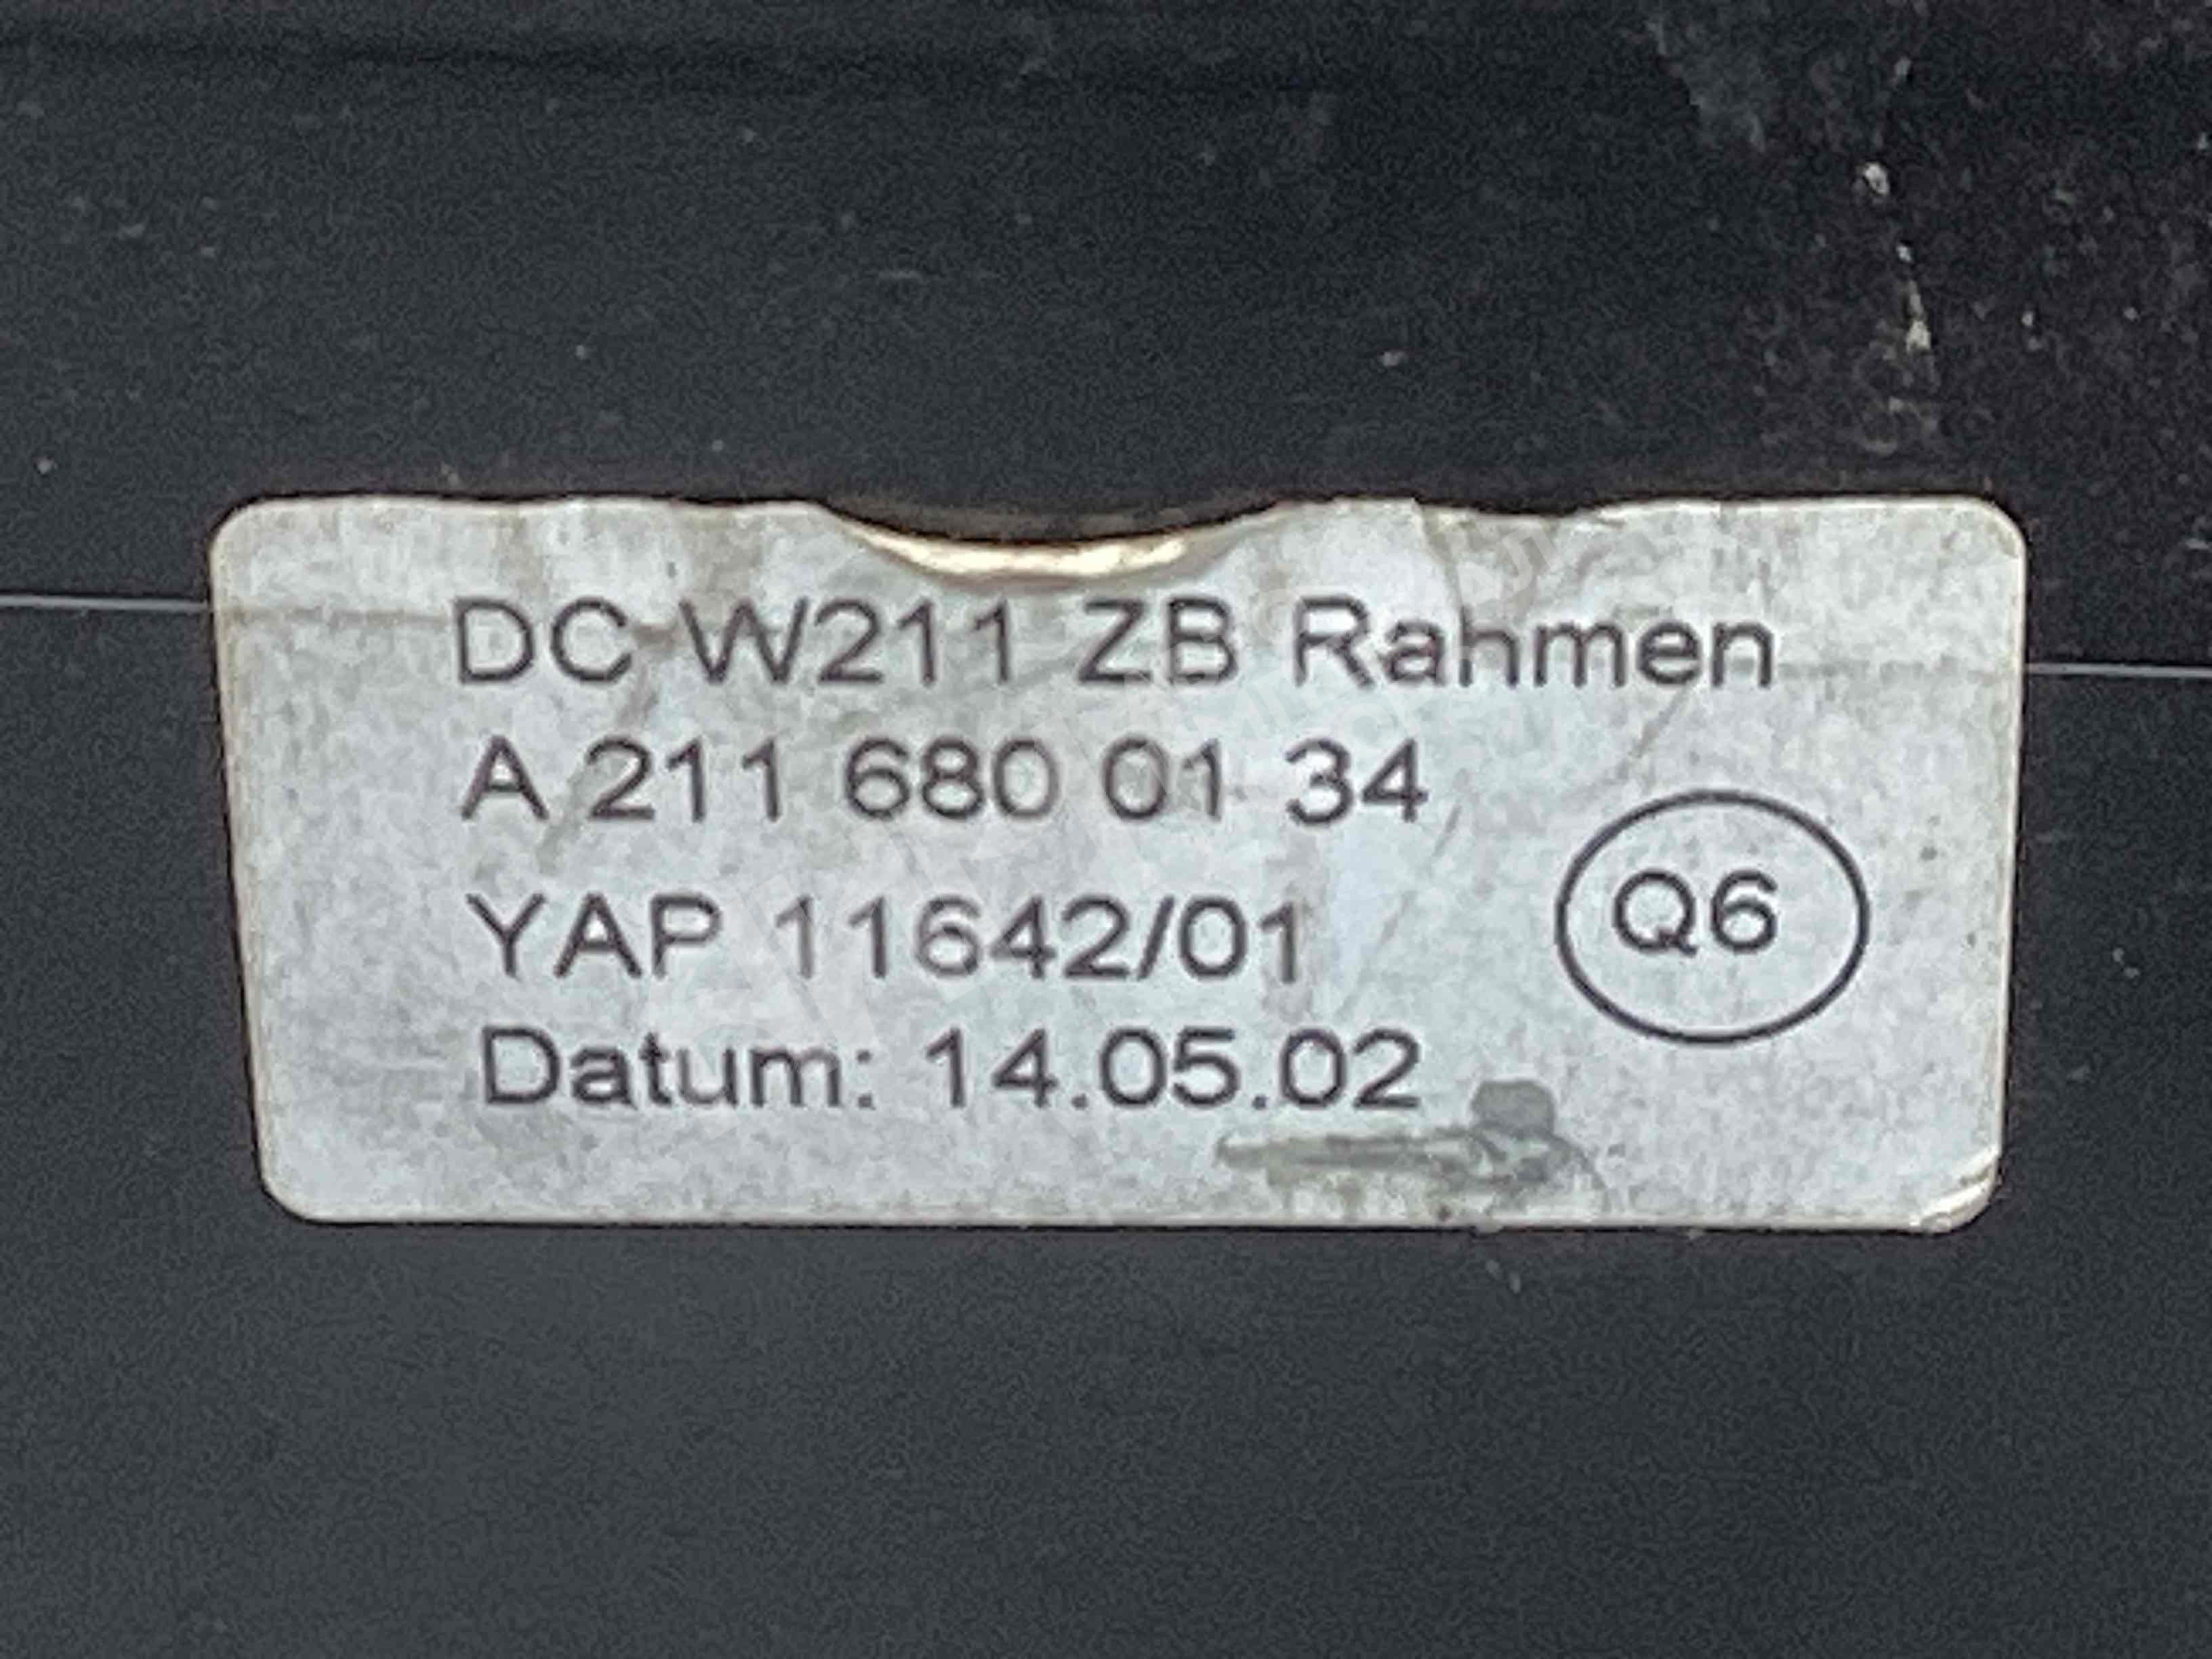 DC W211 ZB Rahmen
A 211 680 01 34
YAP 11642/01
Q6
Datum: 14.05.02